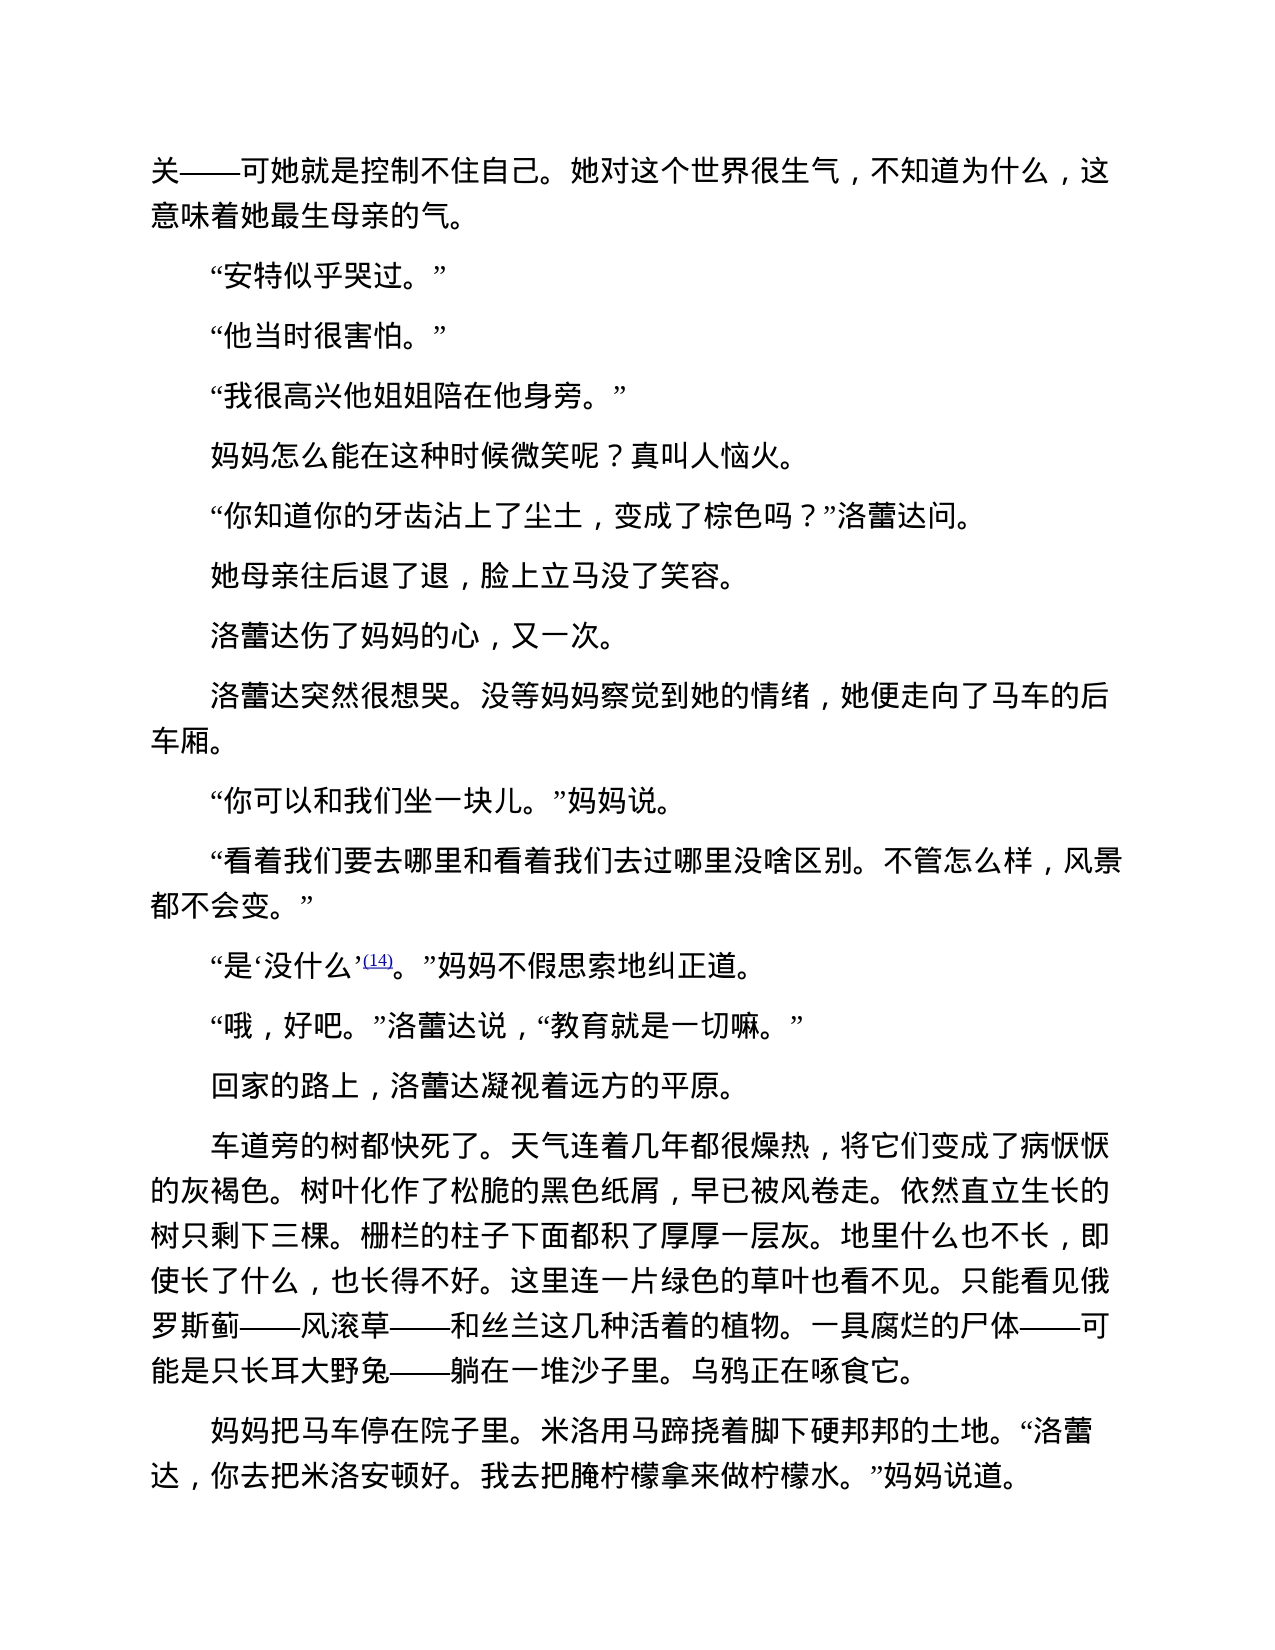 关——可她就是控制不住自己。她对这个世界很生气，不知道为什么，这
意味着她最生母亲的气。
“安特似乎哭过。”
“他当时很害怕。”
“我很高兴他姐姐陪在他身旁。”
妈妈怎么能在这种时候微笑呢？真叫人恼火。
“你知道你的牙齿沾上了尘土，变成了棕色吗？”洛蕾达问。
她母亲往后退了退，脸上立马没了笑容。
洛蕾达伤了妈妈的心，又一次。
洛蕾达突然很想哭。没等妈妈察觉到她的情绪，她便走向了马车的后
车厢。
“你可以和我们坐一块儿。”妈妈说。
“看着我们要去哪里和看着我们去过哪里没啥区别。不管怎么样，风景
都不会变。”
“是‘没什么’(14)。”妈妈不假思索地纠正道。
“哦，好吧。”洛蕾达说，“教育就是一切嘛。”
回家的路上，洛蕾达凝视着远方的平原。
车道旁的树都快死了。天气连着几年都很燥热，将它们变成了病恹恹
的灰褐色。树叶化作了松脆的黑色纸屑，早已被风卷走。依然直立生长的
树只剩下三棵。栅栏的柱子下面都积了厚厚一层灰。地里什么也不长，即
使长了什么，也长得不好。这里连一片绿色的草叶也看不见。只能看见俄
罗斯蓟——风滚草——和丝兰这几种活着的植物。一具腐烂的尸体——可
能是只长耳大野兔——躺在一堆沙子里。乌鸦正在啄食它。
妈妈把马车停在院子里。米洛用马蹄挠着脚下硬邦邦的土地。“洛蕾
达，你去把米洛安顿好。我去把腌柠檬拿来做柠檬水。”妈妈说道。